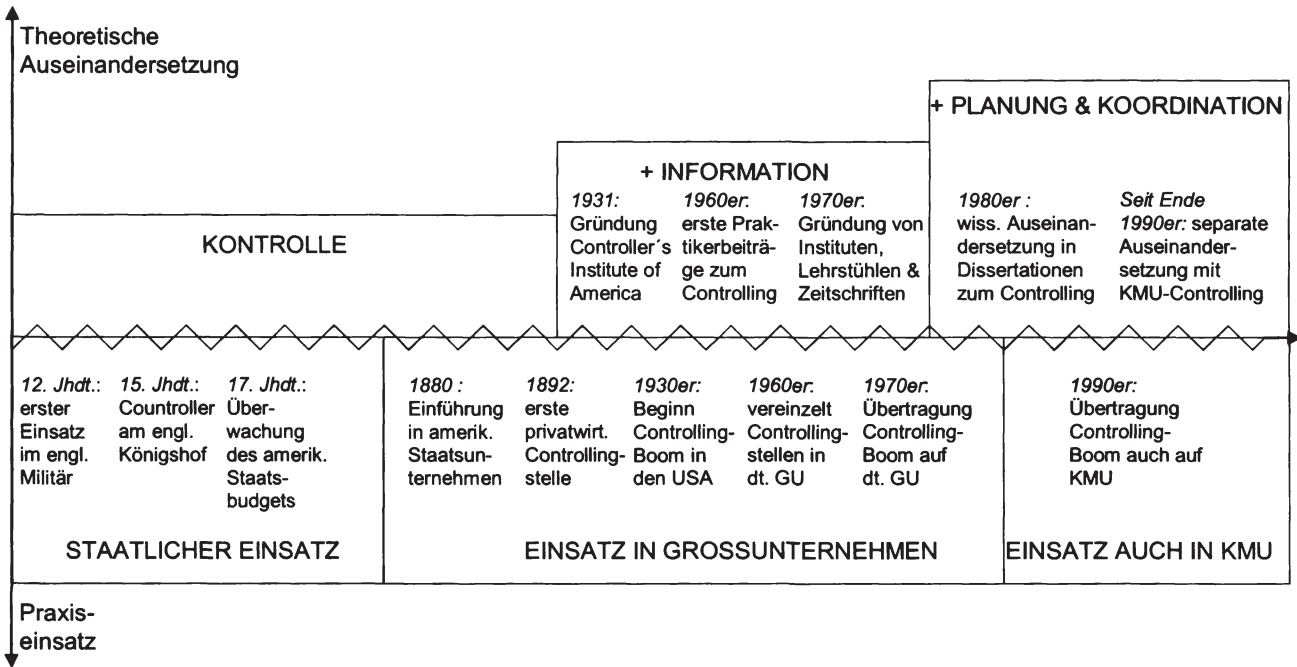 Theoretische
Auseinandersetzung
+ PLANUNG & KOORDINATION
1980er :
wiss. Auseinan-
dersetzung in
Dissertationen
zum Controlling
Seit Ende
1990er: separate
Auseinander-
setzung mit
KMU-Controlling
+ INFORMATION
1931:
Gründung
Controller´s
Institute of
America
1960er:
erste Prak-
tikerbeiträ-
ge zum
Controlling
1970er:
Gründung von
Instituten,
Lehrstühlen &
Zeitschriften
KONTROLLE
12. Jhdt.:
erster
Einsatz
im engl.
Militär
15. Jhdt.:
Countroller
am engl.
Königshof
17. Jhdt.:
Über-
wachung
des amerik.
Staats-
budgets
STAATLICHER EINSATZ
1880 :
Einführung
in amerik.
Staatsun-
ternehmen
1892:
erste
privatwirt.
Controlling-
stelle
1930er:
Beginn
Controlling-
Boom in
den USA
1960er:
vereinzelt
Controlling-
stellen in
dt. GU
1970er:
Übertragung
Controlling-
Boom auf
dt. GU
EINSATZ IN GROSSUNTERNEHMEN
1990er:
Übertragung
Controlling-
Boom auch auf
KMU
EINSATZ AUCH IN KMU
Praxis-
einsatz